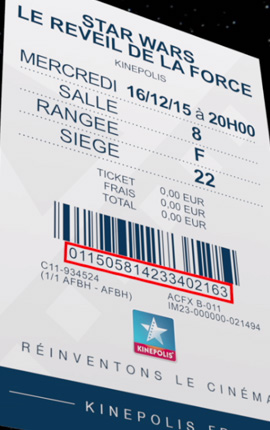 STAR WARS
LE REVEIL DE LA FORCE
KINEPOLIS
MERCREDI 16/12/15 à 20H00
SALLE 8
RANGEE F
SIEGE 22
TICKET 0,00 EUR
FRAIS 0,00 EUR
TOTAL 0,00 EUR
011505814233402163
C11-934524 ACFX B-011
(1/1 AFBH - AFBH) IM23-000000-021494
KINEPOLIS
RÉINVENTONS LE CINÉMA
KINEPOLIS FR